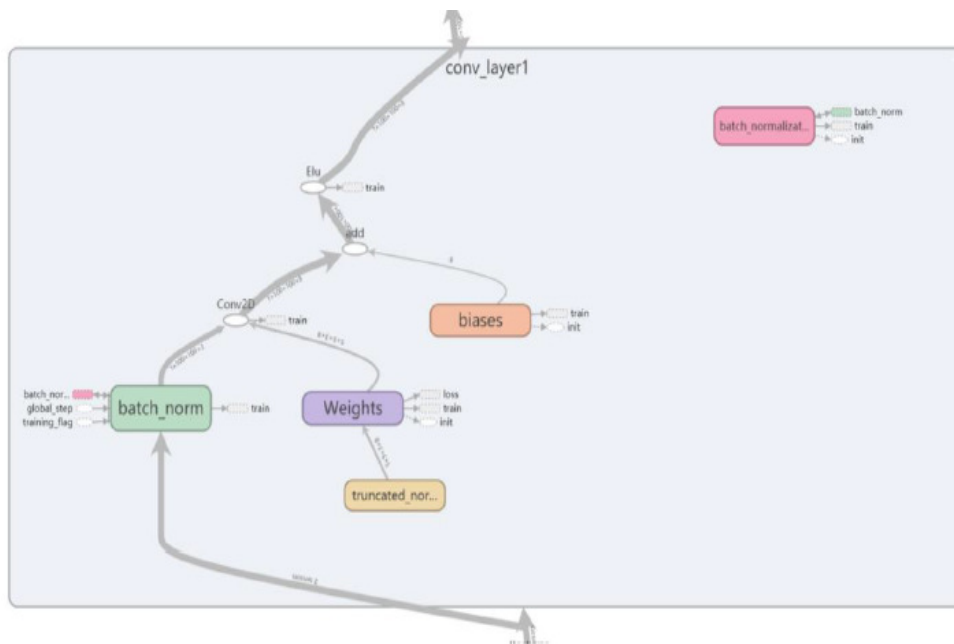 conv_layer1
batch_normalizat...
batch_norm
train
init
Elu
train
add
Conv2D
train
biases
train
init
batch_nor...
global_step
training_flag
batch_norm
train
Weights
loss
train
init
truncated_nor...